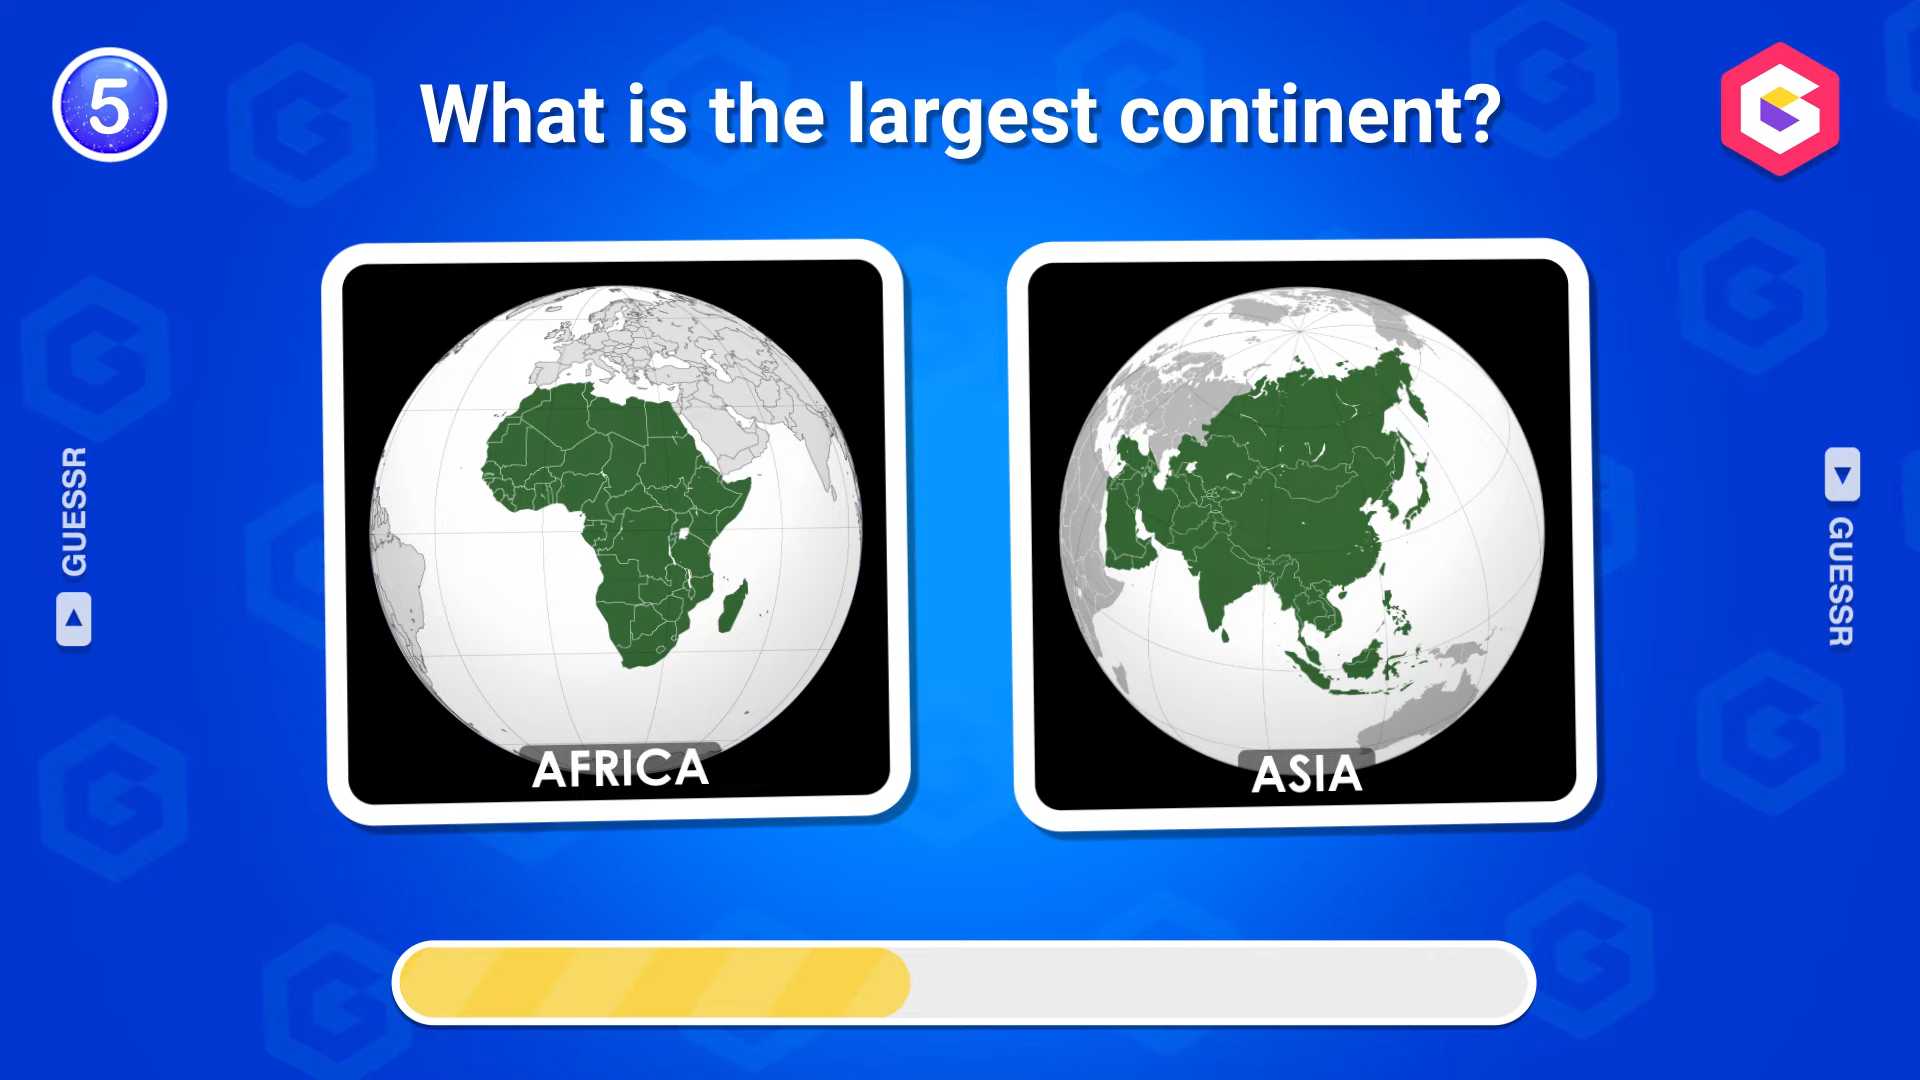 5
What is the largest continent?
AFRICA
ASIA
GUESSR
GUESSR